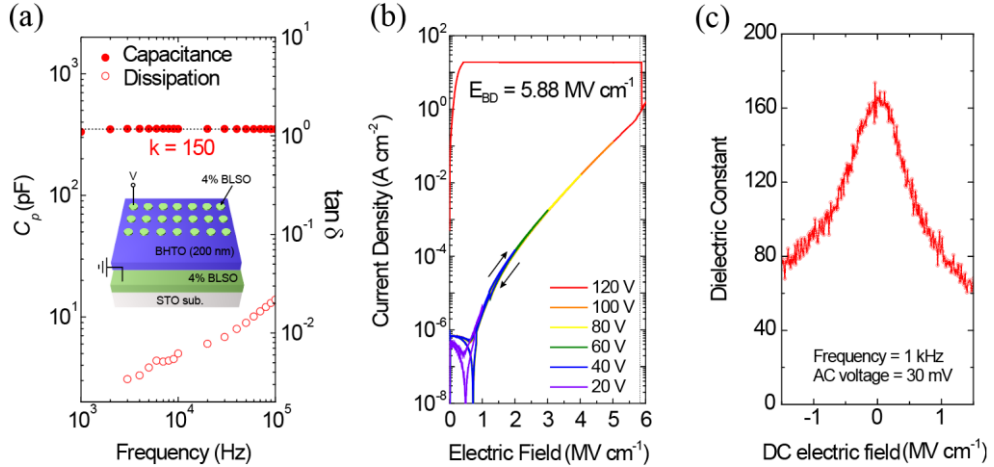 (a)
10³
10²
10¹
C_p (pF)
Capacitance
Dissipation
k = 150
V
4% BLSO
BHTO (200 nm)
4% BLSO
STO sub.
10¹
10⁰
10⁻¹
10⁻²
10⁻³
tan δ
10³ 10⁴ 10⁵
Frequency (Hz)
(b)
10²
10⁰
10⁻²
10⁻⁴
10⁻⁶
10⁻⁸
Current Density (A cm⁻²)
E_BD = 5.88 MV cm⁻¹
120 V
100 V
80 V
60 V
40 V
20 V
0 1 2 3 4 5 6
Electric Field (MV cm⁻¹)
(c)
200
160
120
80
40
0
Dielectric Constant
Frequency = 1 kHz
AC voltage = 30 mV
-1 0 1
DC electric field (MV cm⁻¹)